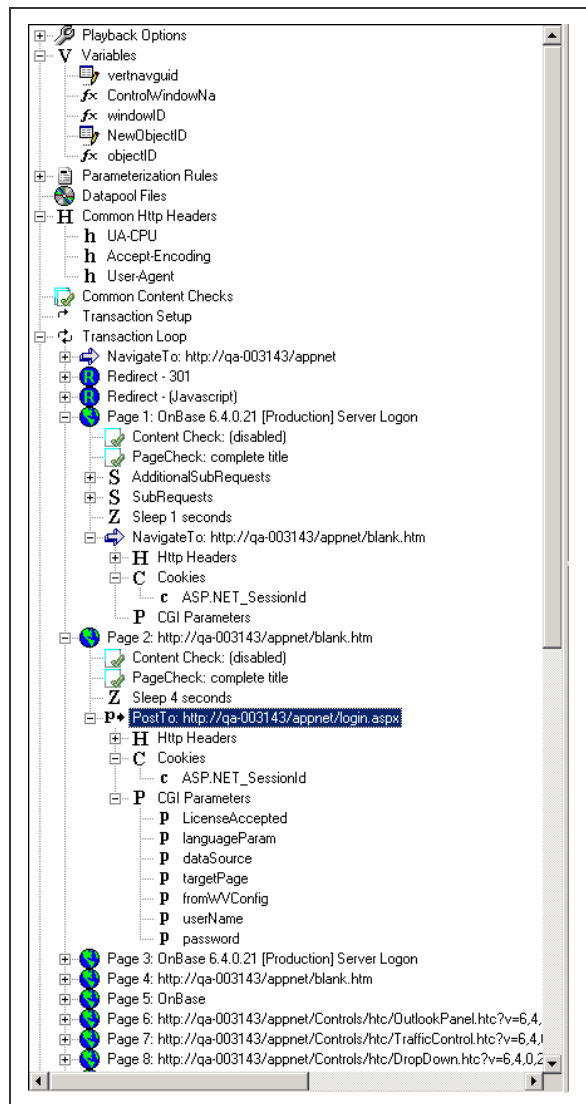 Playback Options
V Variables
vertnavguid
fx ControlWindowNa
fx windowID
NewObjectID
fx objectID
Parameterization Rules
Datapool Files
H Common Http Headers
h UA-CPU
h Accept-Encoding
h User-Agent
Common Content Checks
Transaction Setup
Transaction Loop
NavigateTo: http://qa-003143/appnet
R Redirect - 301
R Redirect - (Javascript)
Page 1: OnBase 6.4.0.21 [Production] Server Logon
Content Check: (disabled)
PageCheck: complete title
S AdditionalSubRequests
S SubRequests
Z Sleep 1 seconds
NavigateTo: http://qa-003143/appnet/blank.htm
H Http Headers
C Cookies
c ASP.NET_SessionId
P CGI Parameters
Page 2: http://qa-003143/appnet/blank.htm
Content Check: (disabled)
PageCheck: complete title
Z Sleep 4 seconds
P PostTo: http://qa-003143/appnet/login.aspx
H Http Headers
C Cookies
c ASP.NET_SessionId
P CGI Parameters
p LicenseAccepted
p languageParam
p dataSource
p targetPage
p fromWVConfig
p userName
p password
Page 3: OnBase 6.4.0.21 [Production] Server Logon
Page 4: http://qa-003143/appnet/blank.htm
Page 5: OnBase
Page 6: http://qa-003143/appnet/Controls/htc/OutlookPanel.htc?v=6,4,
Page 7: http://qa-003143/appnet/Controls/htc/TrafficControl.htc?v=6,4,
Page 8: http://qa-003143/appnet/Controls/htc/DropDown.htc?v=6,4,0,2